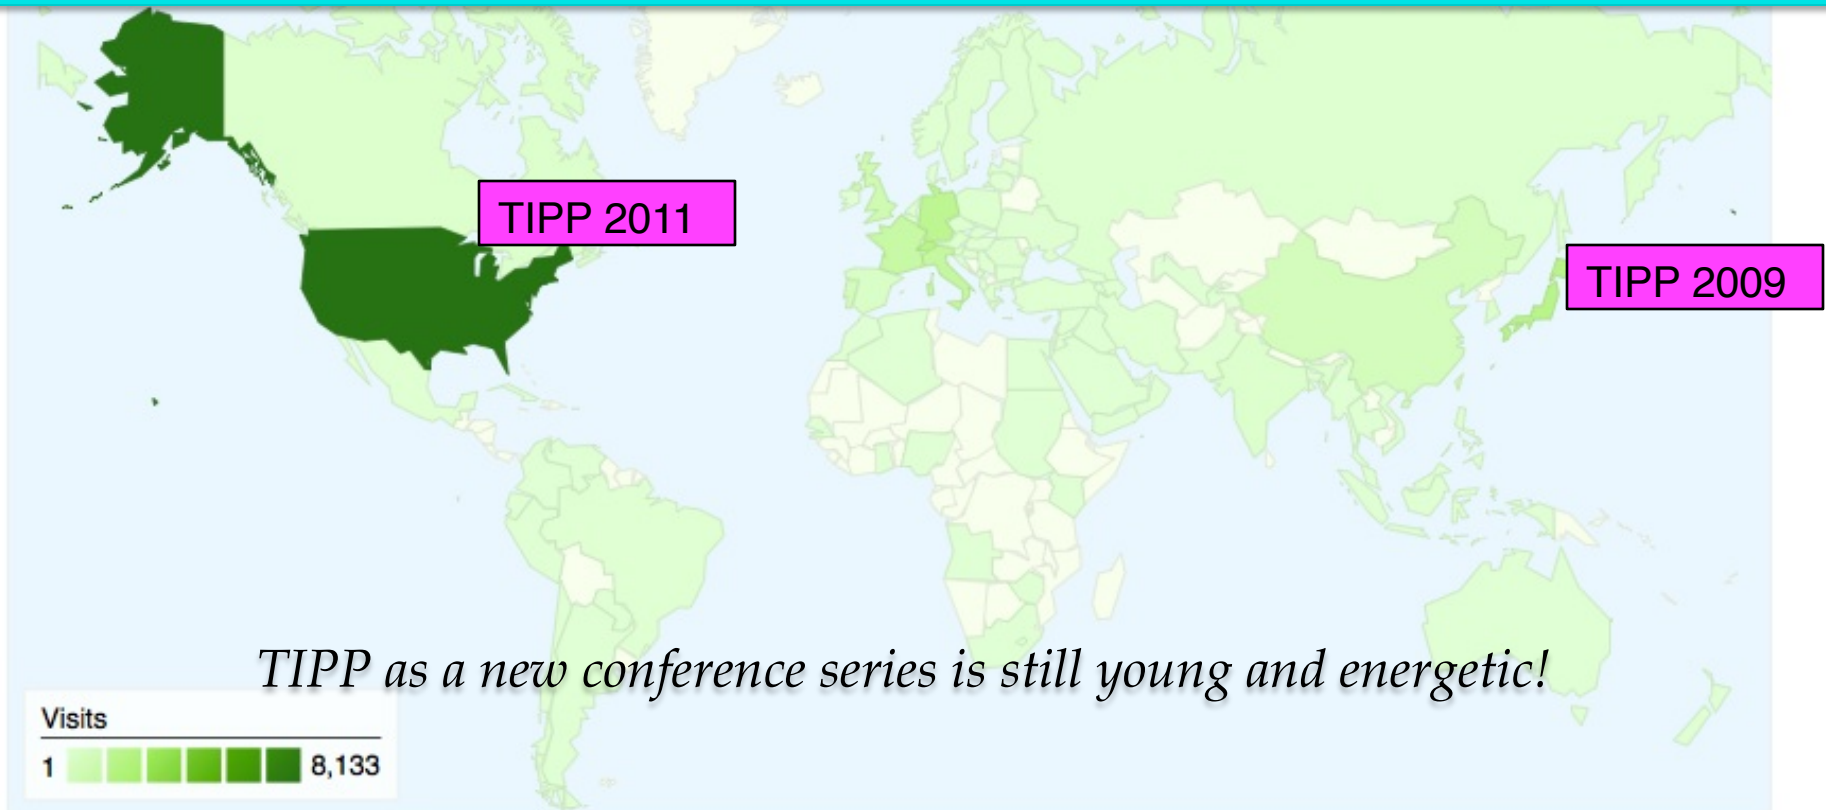 TIPP 2011
TIPP 2009
TIPP as a new conference series is still young and energetic!
Visits
1 8,133